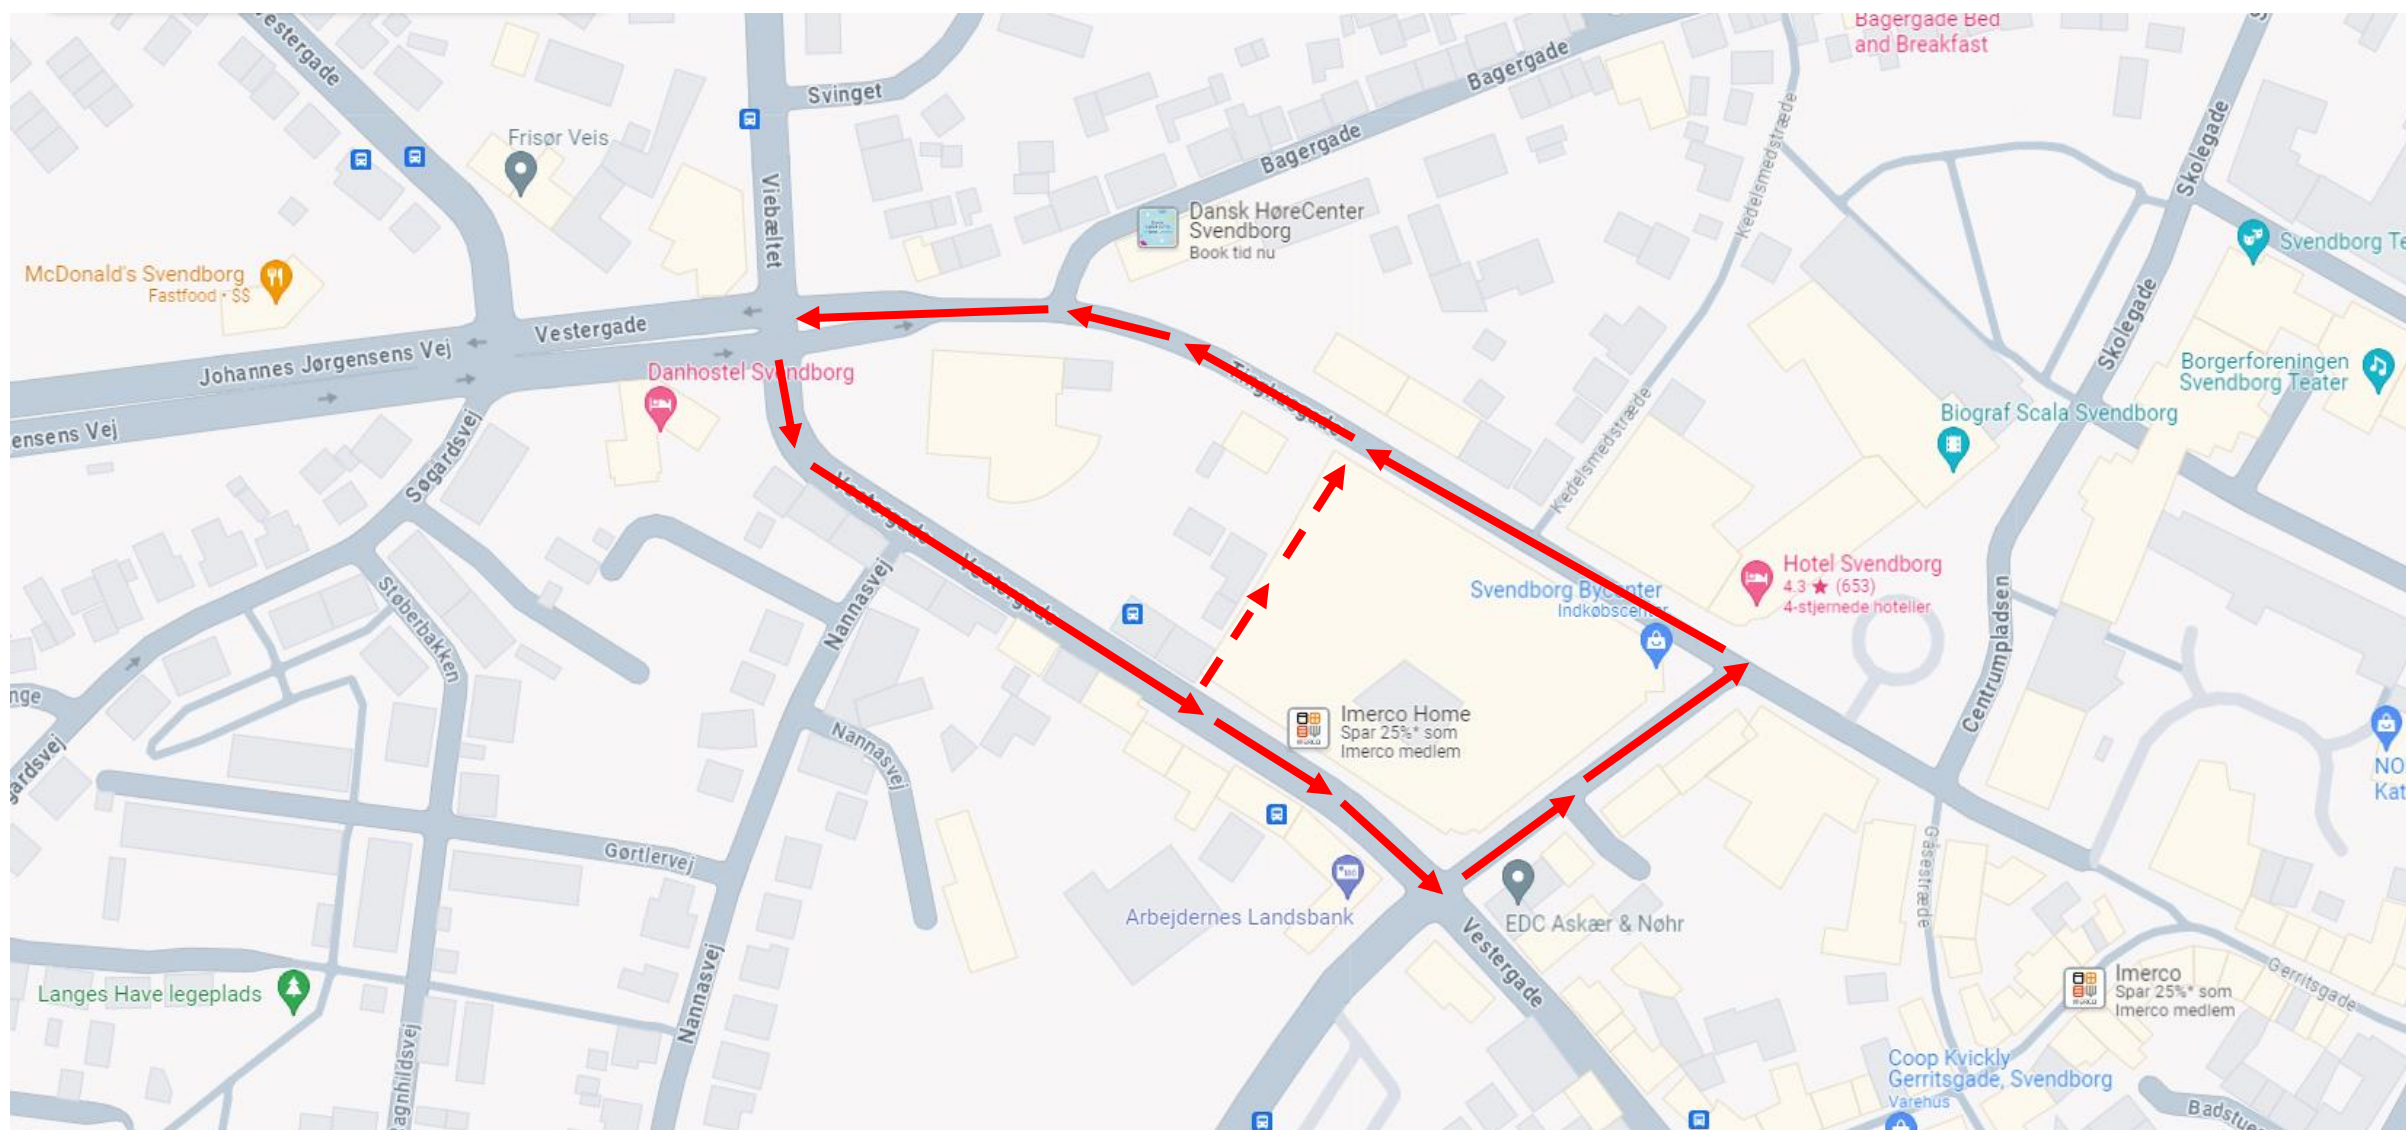 Vestergade
Svinget
Bagergade
Bagergade Bed
and Breakfast
Frisør Veis
Viebæltet
Bagergade
Kedelsmedstræde
Skolegade
Dansk HøreCenter
Svendborg
Book tid nu
Svendborg Te
McDonald's Svendborg
Fastfood • $$
Vestergade
Johannes Jørgensens Vej
Danhostel Svendborg
Tinghusgade
Skolegade
Borgerforeningen
Svendborg Teater
Biograf Scala Svendborg
ensens Vej
Søgårdsvej
Kedelsmedstræde
Vestergade
Vestergade
Hotel Svendborg
4.3 ★ (653)
4-stjernede hoteller
Svendborg Bycenter
Indkøbscenter
Støberbakken
Nannasvej
Centrumpladsen
nge
Imerco Home
Spar 25%* som
Imerco medlem
Nannasvej
gårdsvej
NO
Kat
Gørtlervej
Gåsestræde
Arbejdernes Landsbank
EDC Askær & Nøhr
Vestergade
Langes Have legeplads
Nannasvej
Imerco
Spar 25%* som
Imerco medlem
Gerritsgade
Ragnhildsvej
Coop Kvickly
Gerritsgade, Svendborg
Varehus
Badstue